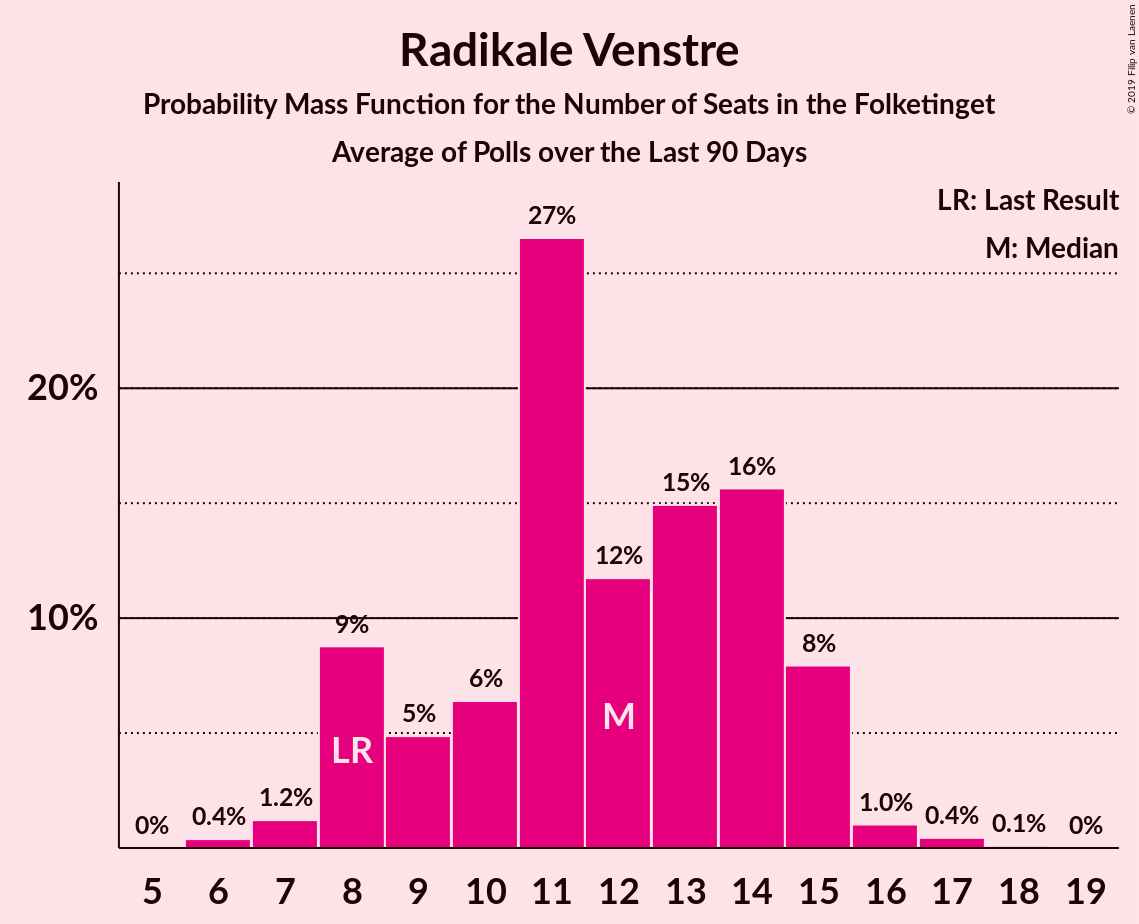 Radikale Venstre
Probability Mass Function for the Number of Seats in the Folketinget
Average of Polls over the Last 90 Days
© 2019 Filip van Laenen
LR: Last Result
M: Median
27%
20%
16%
15%
12%
10%
9%
8%
6%
5%
M
LR
1.2%
1.0%
0.4%
0.4%
0.1%
0%
0%
5 6 7 8 9 10 11 12 13 14 15 16 17 18 19